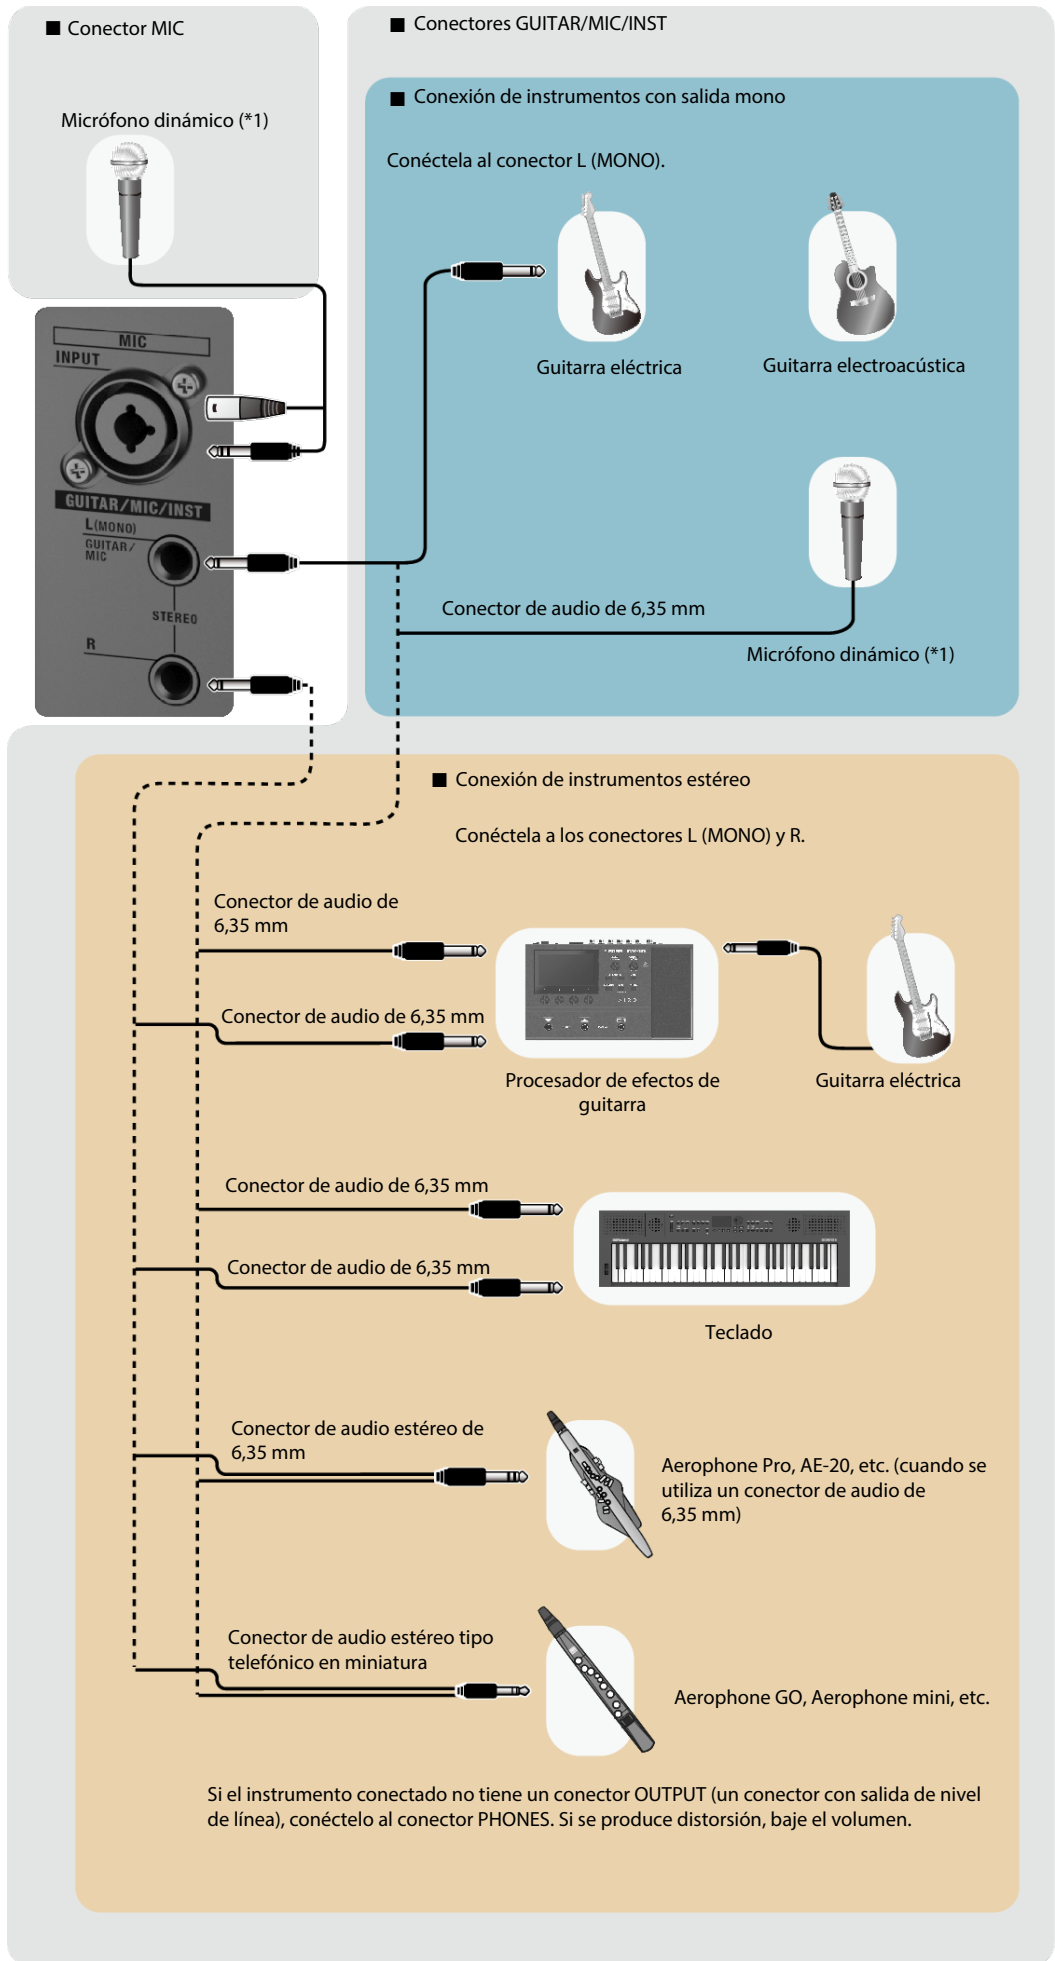 ■ Conector MIC
Micrófono dinámico (*1)
■ Conectores GUITAR/MIC/INST
■ Conexión de instrumentos con salida mono
Conéctela al conector L (MONO).
Guitarra eléctrica
Guitarra electroacústica
MIC
INPUT
GUITAR/MIC/INST
L(MONO)
GUITAR/
MIC
STEREO
R
Conector de audio de 6,35 mm
Micrófono dinámico (*1)
■ Conexión de instrumentos estéreo
Conéctela a los conectores L (MONO) y R.
Conector de audio de
6,35 mm
Conector de audio de 6,35 mm
Procesador de efectos de
guitarra
Guitarra eléctrica
Conector de audio de 6,35 mm
Conector de audio de 6,35 mm
Teclado
Conector de audio estéreo de
6,35 mm
Aerophone Pro, AE-20, etc. (cuando se
utiliza un conector de audio de
6,35 mm)
Conector de audio estéreo tipo
telefónico en miniatura
Aerophone GO, Aerophone mini, etc.
Si el instrumento conectado no tiene un conector OUTPUT (un conector con salida de nivel
de línea), conéctelo al conector PHONES. Si se produce distorsión, baje el volumen.